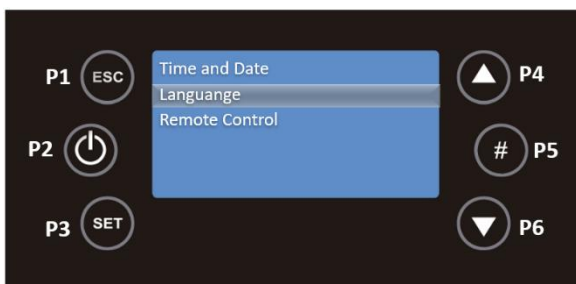 P1 ESC Time and Date P4
Languange
Remote Control
P2 # P5
P3 SET P6